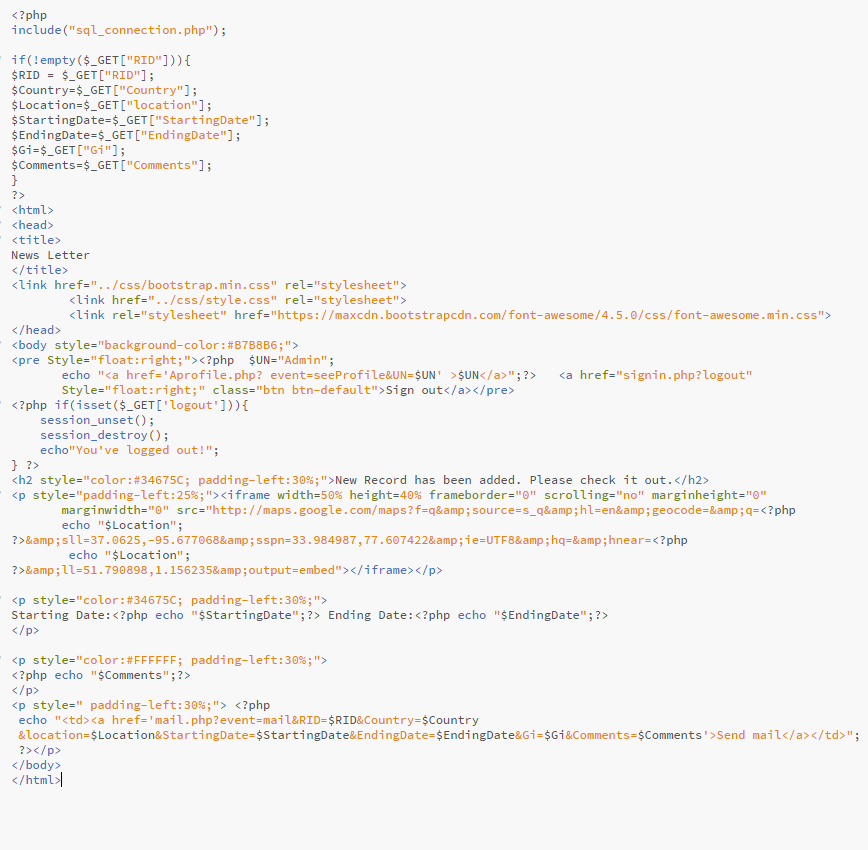 <?php
include("sql_connection.php");
if(!empty($_GET["RID"])){
$RID = $_GET["RID"];
$Country=$_GET["Country"];
$Location=$_GET["location"];
$StartingDate=$_GET["StartingDate"];
$EndingDate=$_GET["EndingDate"];
$Gi=$_GET["Gi"];
$Comments=$_GET["Comments"];
}
?>
<html>
<head>
<title>
News Letter
</title>
<link href="../css/bootstrap.min.css" rel="stylesheet">
<link href="../css/style.css" rel="stylesheet">
<link rel="stylesheet" href="https://maxcdn.bootstrapcdn.com/font-awesome/4.5.0/css/font-awesome.min.css">
</head>
<body style="background-color:#B7B8B6;">
<pre Style="float:right;"><?php  $UN="Admin";
echo "<a href='Aprofile.php? event=seeProfile&UN=$UN' >$UN</a>";?>   <a href="signin.php?logout"
Style="float:right;" class="btn btn-default">Sign out</a></pre>
<?php if(isset($_GET['logout'])){
session_unset();
session_destroy();
echo"You've logged out!";
} ?>
<h2 style="color:#34675C; padding-left:30%;">New Record has been added. Please check it out.</h2>
<p style="padding-left:25%;"><iframe width=50% height=40% frameborder="0" scrolling="no" marginheight="0"
marginwidth="0" src="http://maps.google.com/maps?f=q&amp;source=s_q&amp;hl=en&amp;geocode=&amp;q=<?php
echo "$Location";
?>&amp;sll=37.0625,-95.677068&amp;sspn=33.984987,77.607422&amp;ie=UTF8&amp;hq=&amp;hnear=<?php
echo "$Location";
?>&amp;ll=51.790898,1.156235&amp;output=embed"></iframe></p>
<p style="color:#34675C; padding-left:30%;">
Starting Date:<?php echo "$StartingDate";?> Ending Date:<?php echo "$EndingDate";?>
</p>
<p style="color:#FFFFFF; padding-left:30%;">
<?php echo "$Comments";?>
</p>
<p style=" padding-left:30%;"> <?php
echo "<td><a href='mail.php?event=mail&RID=$RID&Country=$Country
&location=$Location&StartingDate=$StartingDate&EndingDate=$EndingDate&Gi=$Gi&Comments=$Comments'>Send mail</a></td>";
?></p>
</body>
</html>